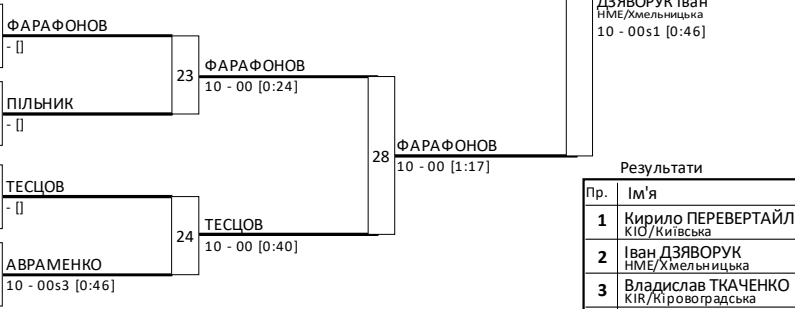 ДЗЯВОРУК Іван
НМЕ/Хмельницька
10 - 00s1 [0:46]
ФАРАФОНОВ
- []
23
ФАРАФОНОВ
10 - 00 [0:24]
ПІЛЬНИК
- []
28
ФАРАФОНОВ
10 - 00 [1:17]
ТЕСЦОВ
- []
24
ТЕСЦОВ
10 - 00 [0:40]
АВРАМЕНКО
10 - 00s3 [0:46]
Результати
Пр. Ім'я
1 Кирило ПЕРЕВЕРТАЙЛ
KIO/Київська
2 Іван ДЗЯВОРУК
HME/Хмельницька
3 Владислав ТКАЧЕНКО
KIR/Кіровоградська